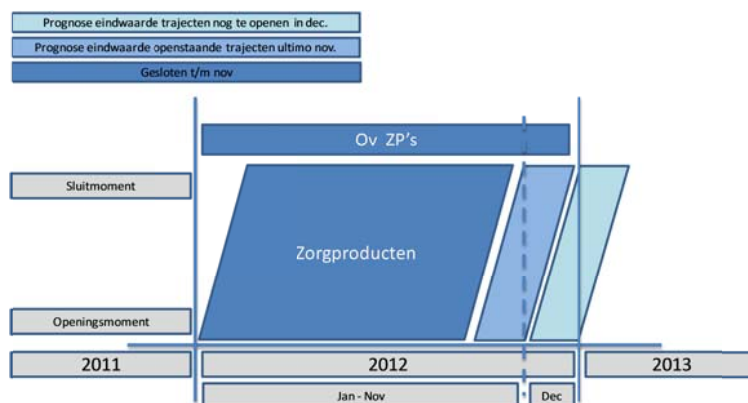 Prognose eindwaarde trajecten nog te openen in dec.
Prognose eindwaarde openstaande trajecten ultimo nov.
Gesloten t/m nov
Ov ZP's
Sluitmoment
Zorgproducten
Openingsmoment
2011
2012
2013
Jan - Nov
Dec